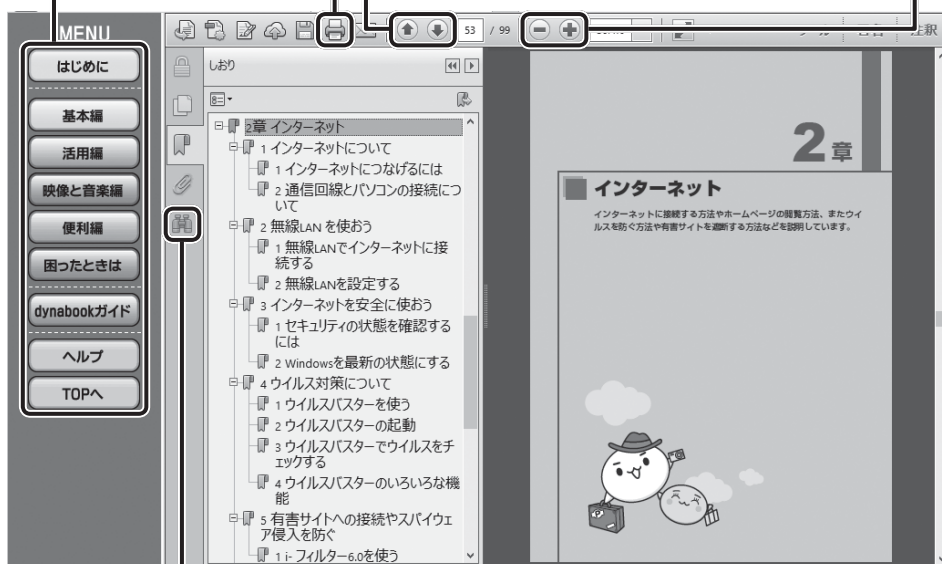 MENU
はじめに
基本編
活用編
映像と音楽編
便利編
困ったときは
dynabookガイド
ヘルプ
TOPへ
53 / 99
注釈
しおり
2章 インターネット
1 インターネットについて
1 インターネットにつなげるには
2 通信回線とパソコンの接続につ
いて
2 無線LAN を使おう
1 無線LANでインターネットに接
続する
2 無線LANを設定する
3 インターネットを安全に使おう
1 セキュリティの状態を確認する
には
2 Windowsを最新の状態にする
4 ウイルス対策について
1 ウイルスバスターを使う
2 ウイルスバスターの起動
3 ウイルスバスターでウイルスをチ
ェックする
4 ウイルスバスターのいろいろな機
能
5 有害サイトへの接続やスパイウェ
ア侵入を防ぐ
1 i- フィルター6.0を使う
2章
インターネット
インターネットに接続する方法やホームページの閲覧方法、またウイ
ルスを防ぐ方法や有害サイトを遮断する方法などを説明しています。